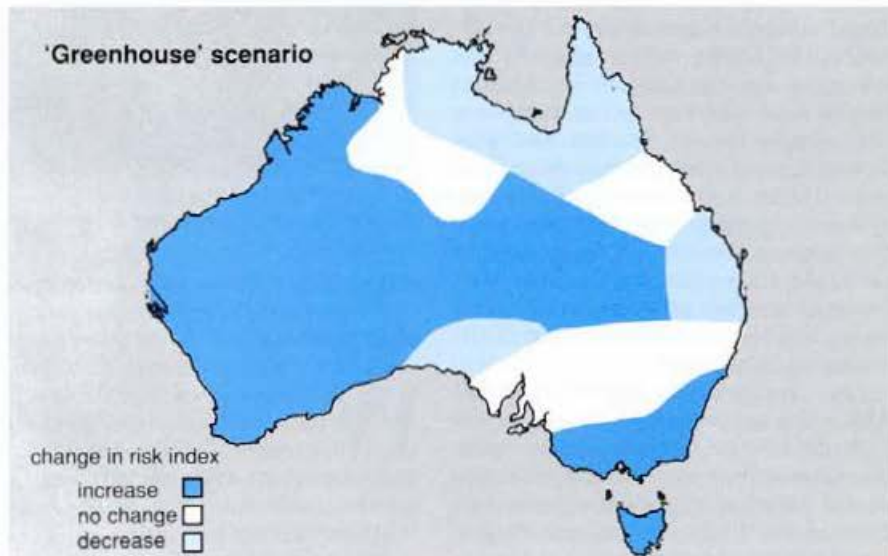 'Greenhouse' scenario
change in risk index
increase
no change
decrease